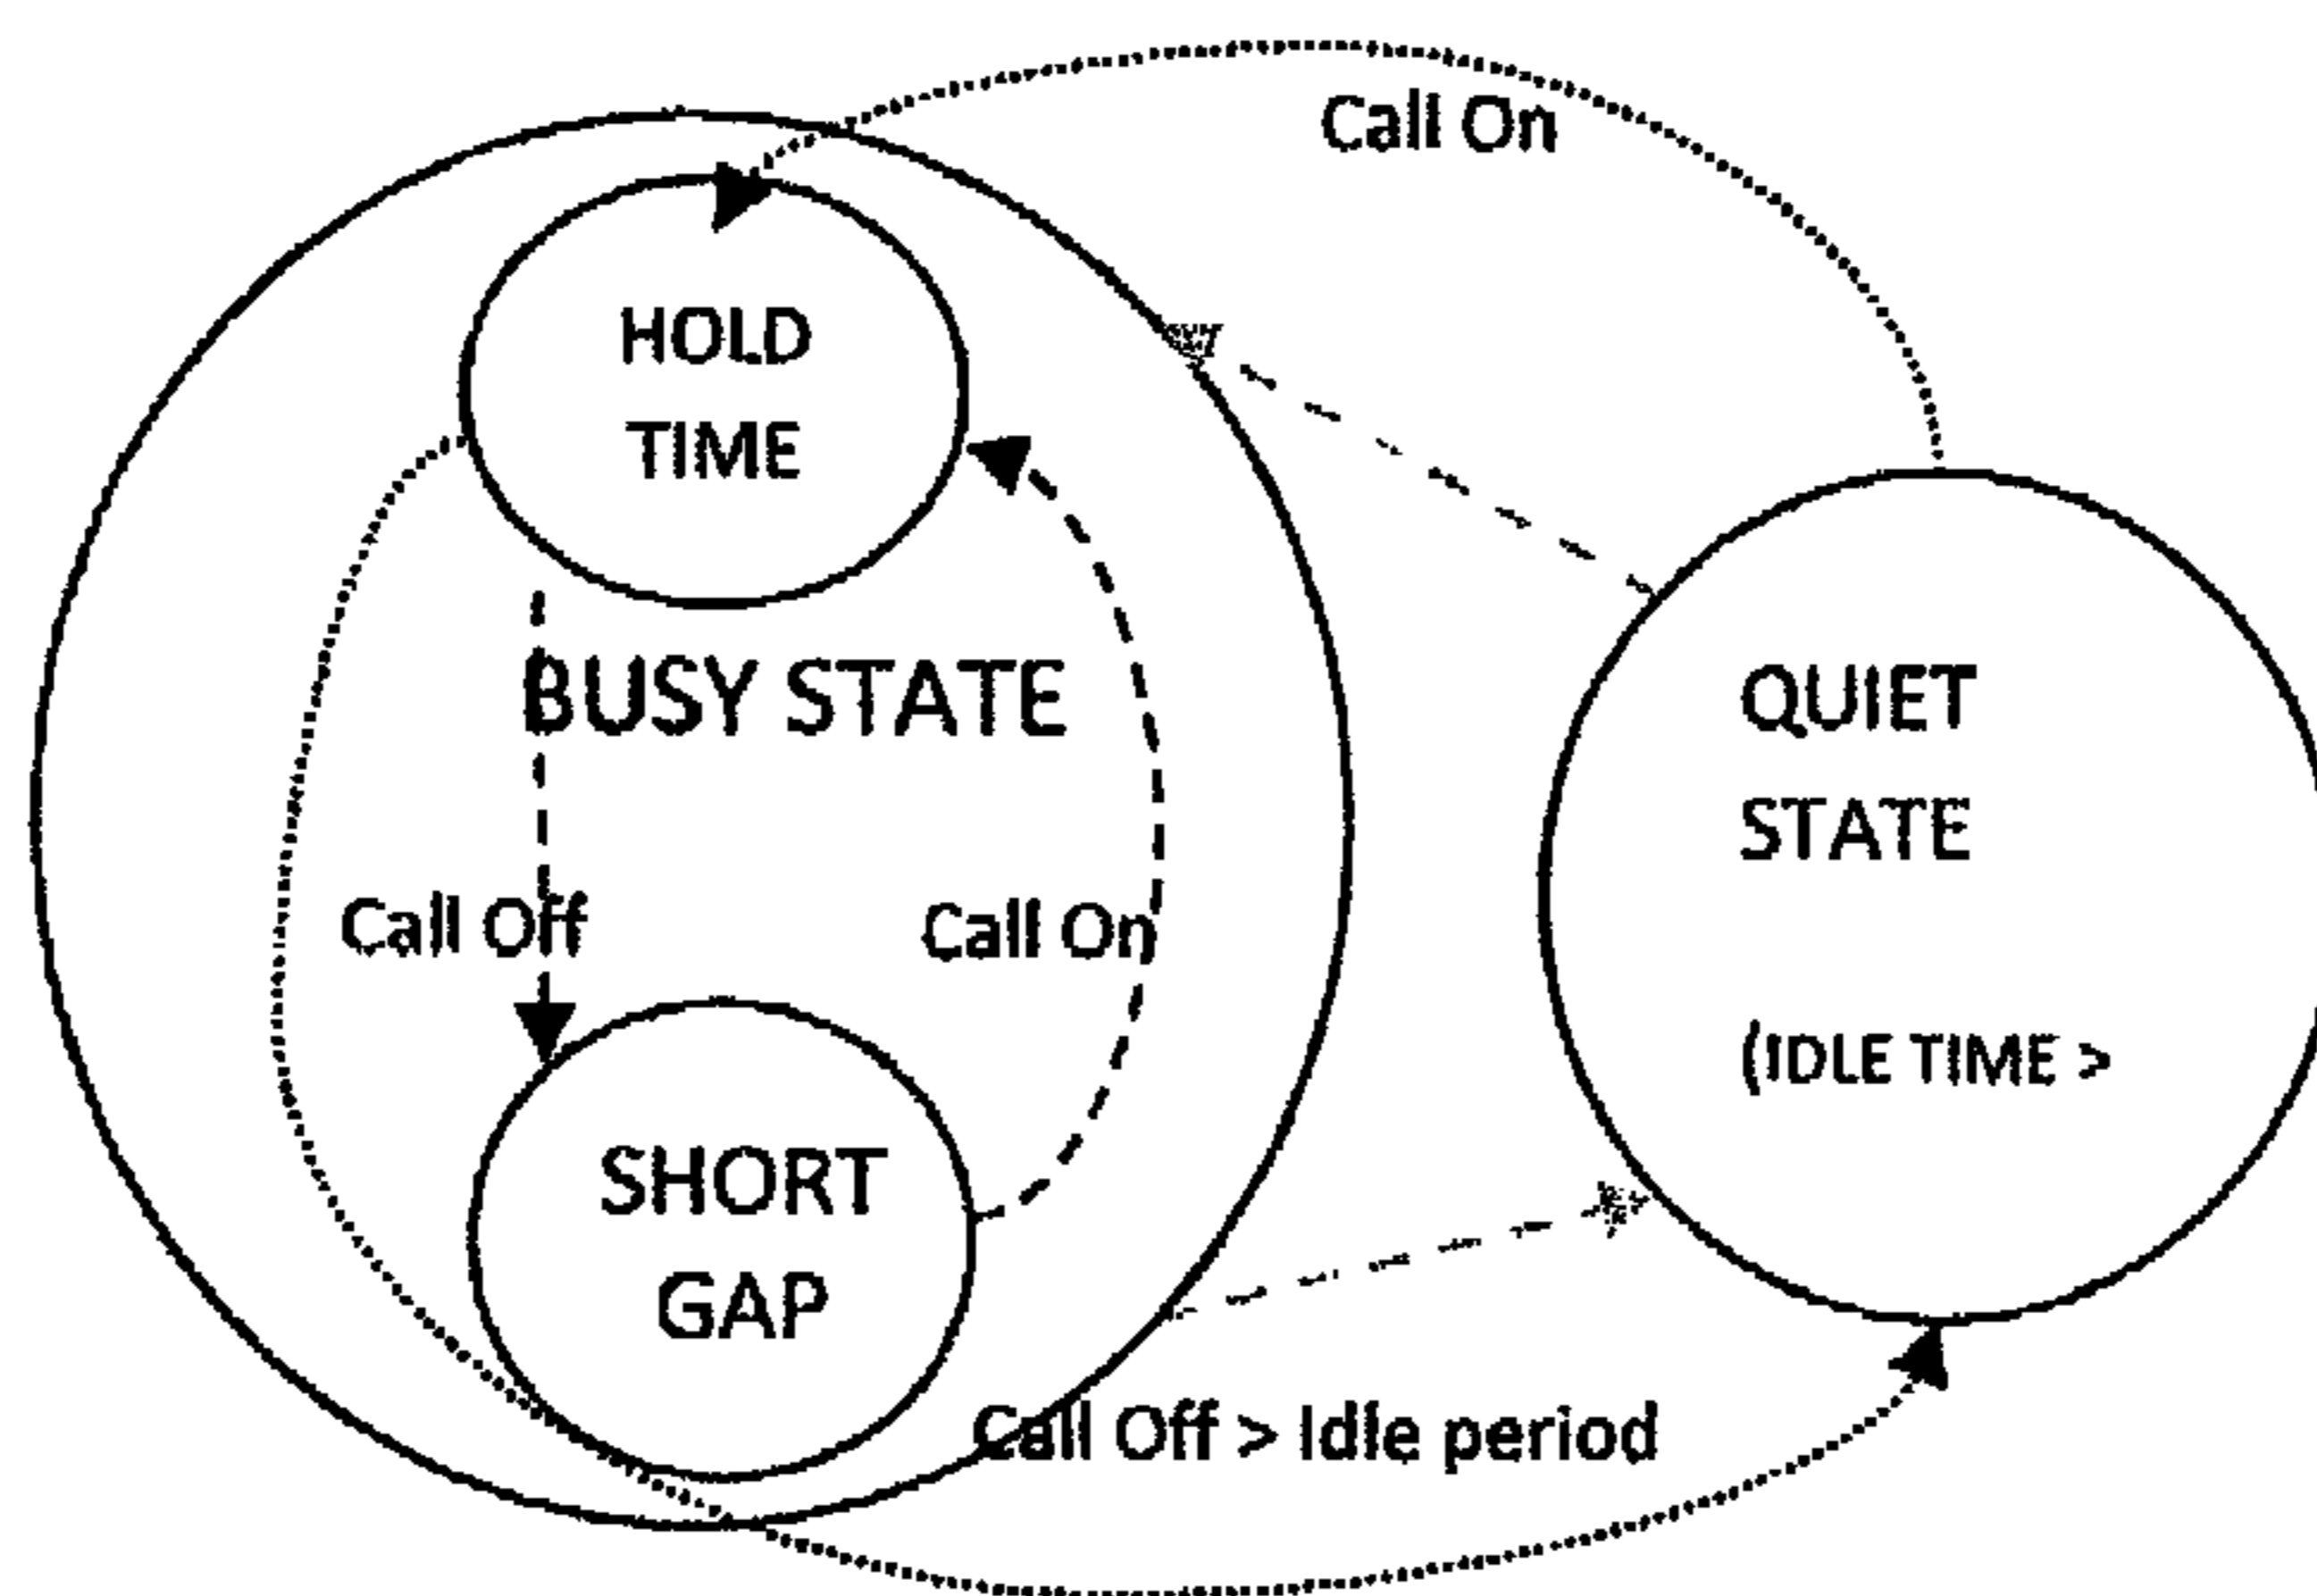 Call On
HOLD
TIME
BUSY STATE
QUIET
STATE
Call Off
Call On
(IDLE TIME >
SHORT
GAP
Call Off > Idle period